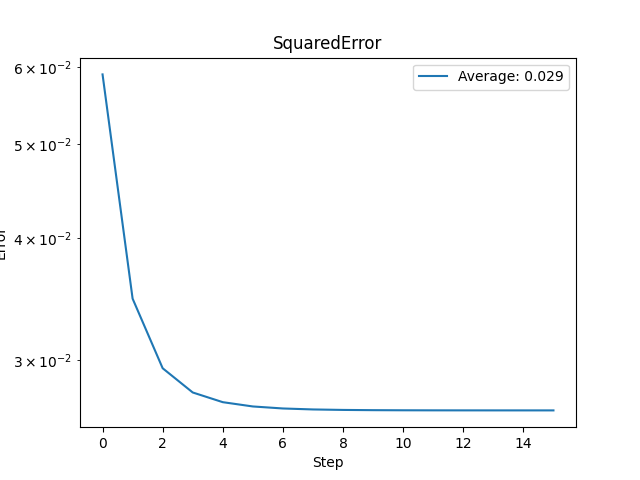 SquaredError
Average: 0.029
6 × 10⁻²
5 × 10⁻²
4 × 10⁻²
Error
3 × 10⁻²
0 2 4 6 8 10 12 14
Step